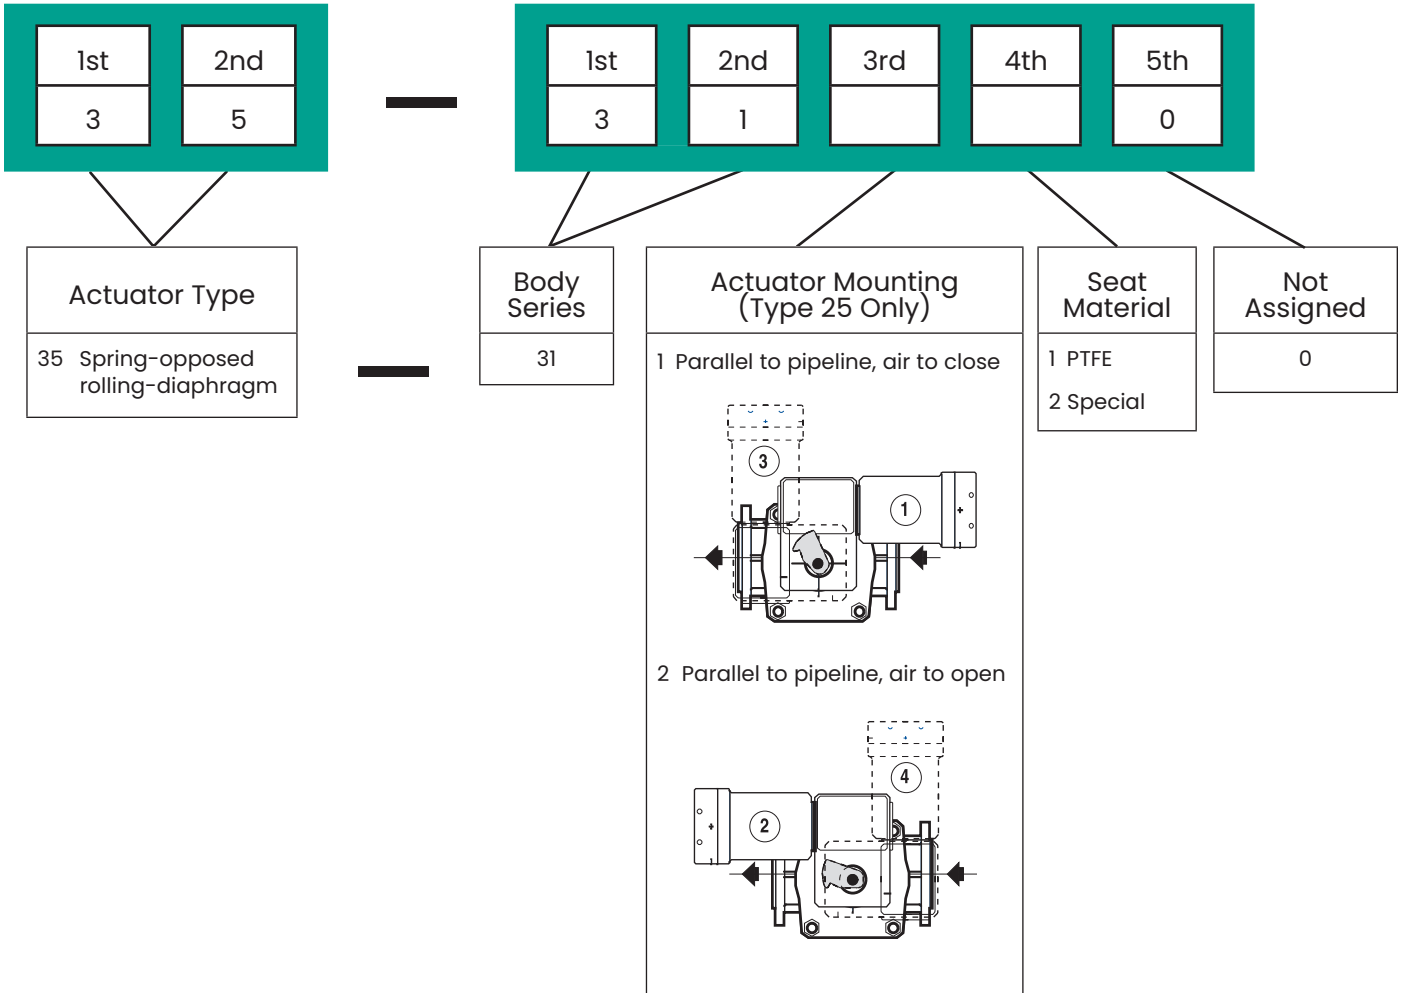 1st 2nd 1st 2nd 3rd 4th 5th
3 5 3 1 0
Actuator Type
35 Spring-opposed
rolling-diaphragm
Body
Series
31
Actuator Mounting
(Type 25 Only)
1 Parallel to pipeline, air to close
3
1
2 Parallel to pipeline, air to open
4
2
Seat
Material
1 PTFE
2 Special
Not
Assigned
0